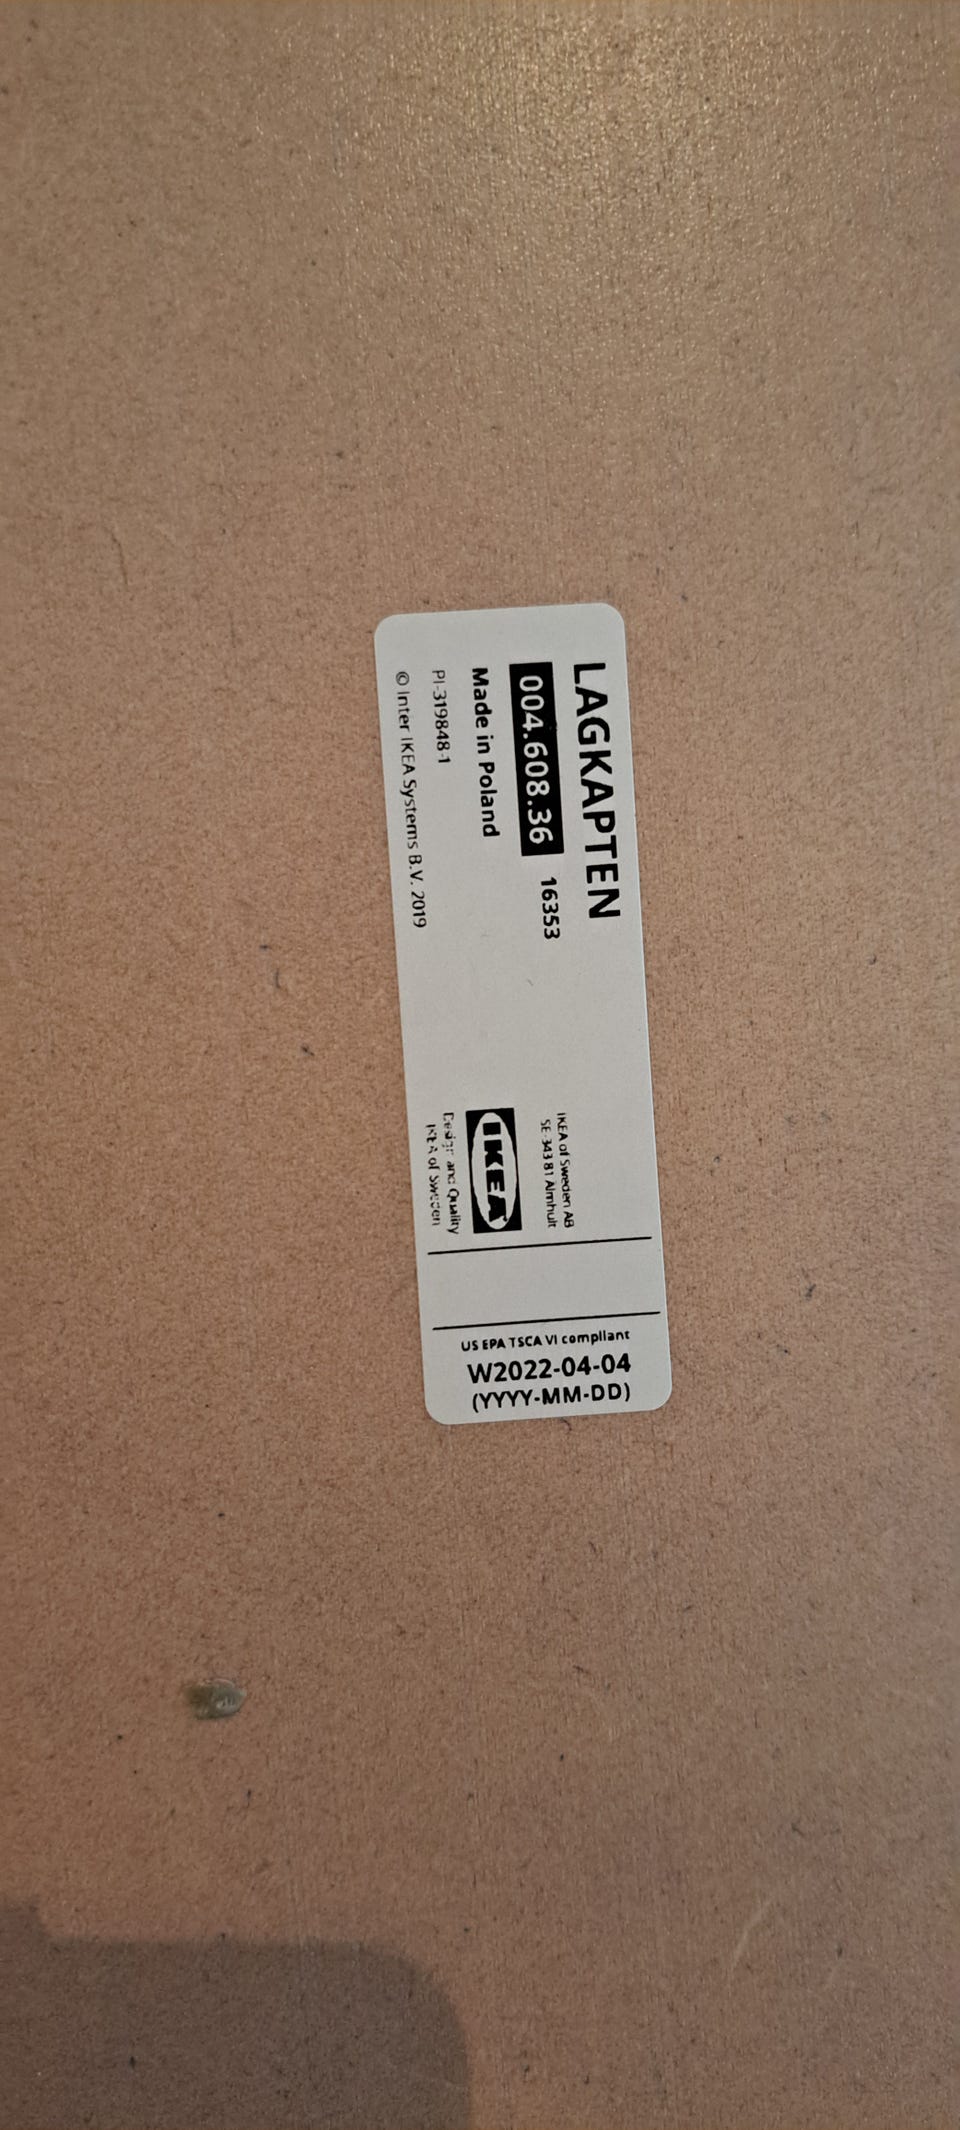 LAGKAPTEN
004.608.36 16353
Made in Poland
PI-319848-1
© Inter IKEA Systems B.V. 2019
IKEA of Sweden AB
SE-343 81 Älmhult
IKEA
Design and Quality
IKEA of Sweden
US EPA TSCA VI compliant
W2022-04-04
(YYYY-MM-DD)